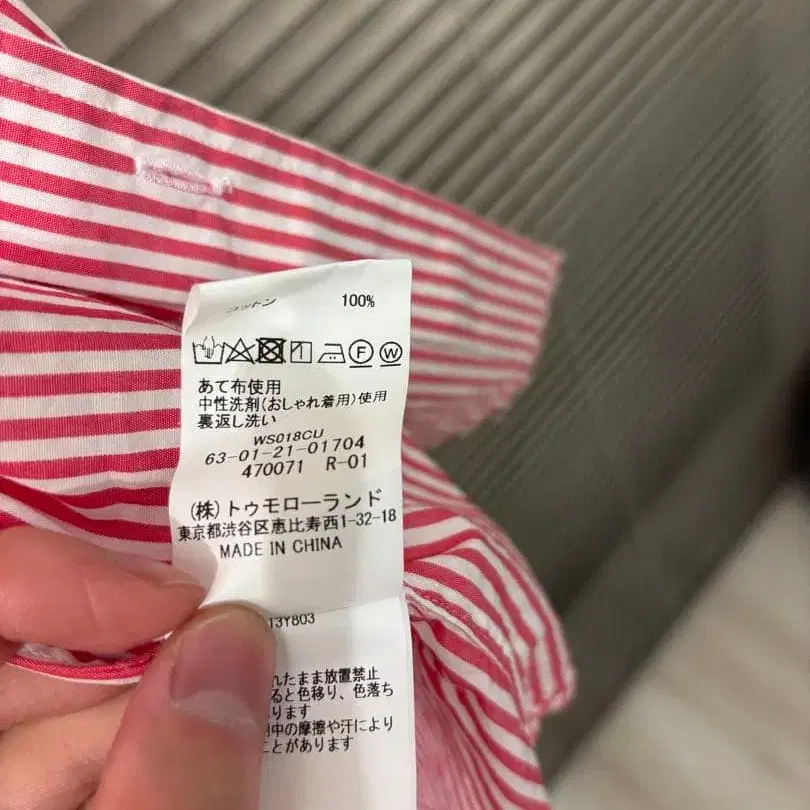 コットン 100%
F W
あて布使用
中性洗剤(おしゃれ着用)使用
裏返し洗い
WS018CU
63-01-21-01704
470071 R-01
(株)トゥモローランド
東京都渋谷区恵比寿西1-32-18
MADE IN CHINA
13Y803
れたまま放置禁止
ると色移り、色落ち
ります
中の摩擦や汗により
ことがあります